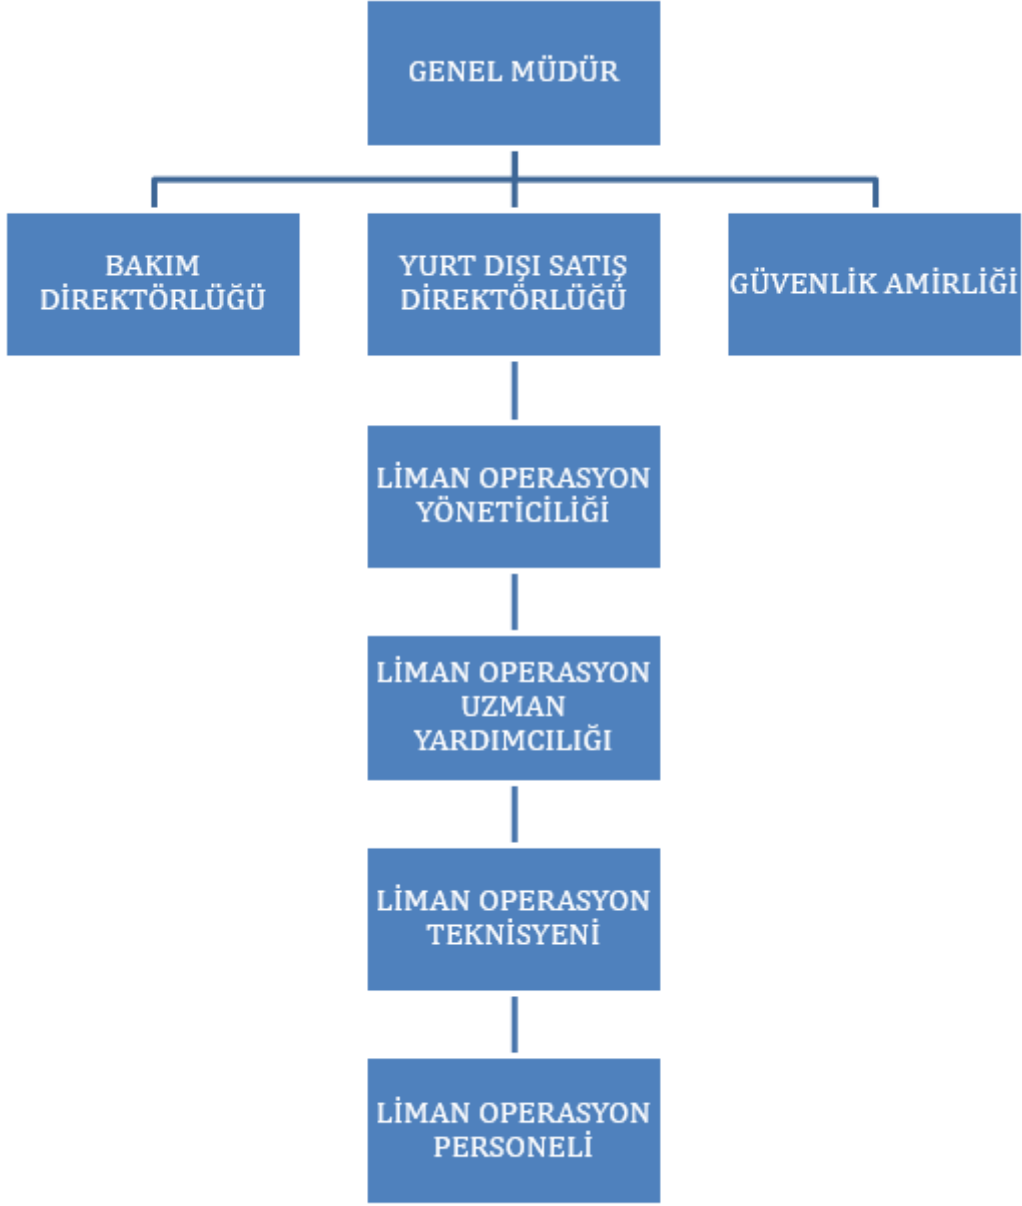 GENEL MÜDÜR
BAKIM
DİREKTÖRLÜĞÜ
YURT DIŞI SATIŞ
DİREKTÖRLÜĞÜ
GÜVENLİK AMİRLİĞİ
LİMAN OPERASYON
YÖNETİCİLİĞİ
LİMAN OPERASYON
UZMAN
YARDIMCILIĞI
LİMAN OPERASYON
TEKNİSYENİ
LİMAN OPERASYON
PERSONELİ